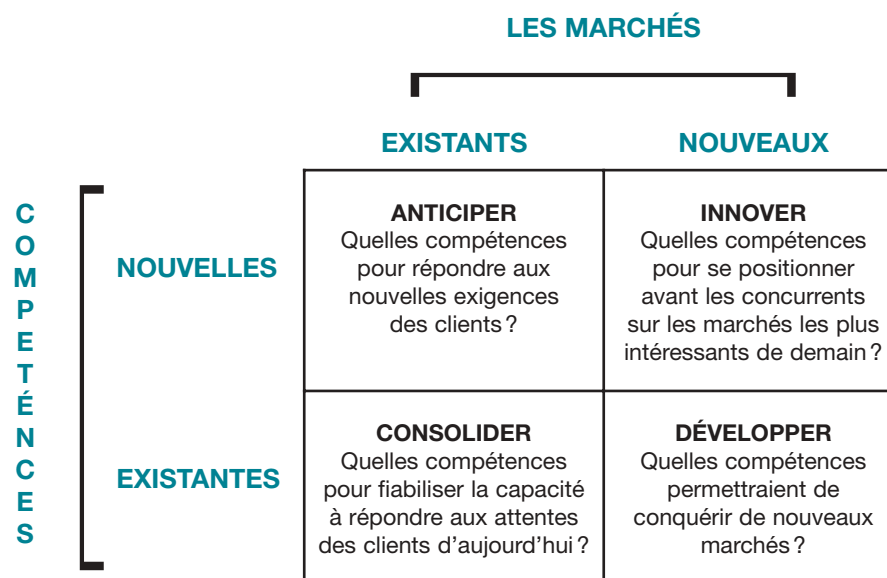 LES MARCHÉS
EXISTANTS
NOUVEAUX
COMPETÉNCES
NOUVELLES
ANTICIPER
Quelles compétences
pour répondre aux
nouvelles exigences
des clients ?
INNOVER
Quelles compétences
pour se positionner
avant les concurrents
sur les marchés les plus
intéressants de demain ?
EXISTANTES
CONSOLIDER
Quelles compétences
pour fiabiliser la capacité
à répondre aux attentes
des clients d'aujourd'hui ?
DÉVELOPPER
Quelles compétences
permettraient de
conquérir de nouveaux
marchés ?